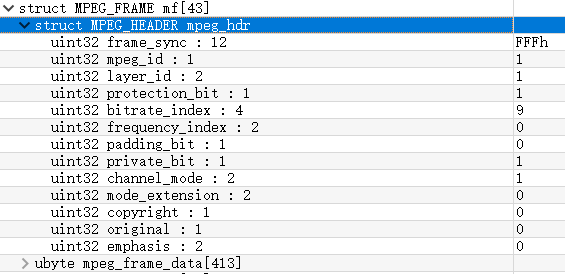 struct MPEG_FRAME mf[43]
struct MPEG_HEADER mpeg_hdr
uint32 frame_sync : 12 FFFh
uint32 mpeg_id : 1 1
uint32 layer_id : 2 1
uint32 protection_bit : 1 1
uint32 bitrate_index : 4 9
uint32 frequency_index : 2 0
uint32 padding_bit : 1 0
uint32 private_bit : 1 1
uint32 channel_mode : 2 1
uint32 mode_extension : 2 0
uint32 copyright : 1 0
uint32 original : 1 0
uint32 emphasis : 2 0
ubyte mpeg_frame_data[413]